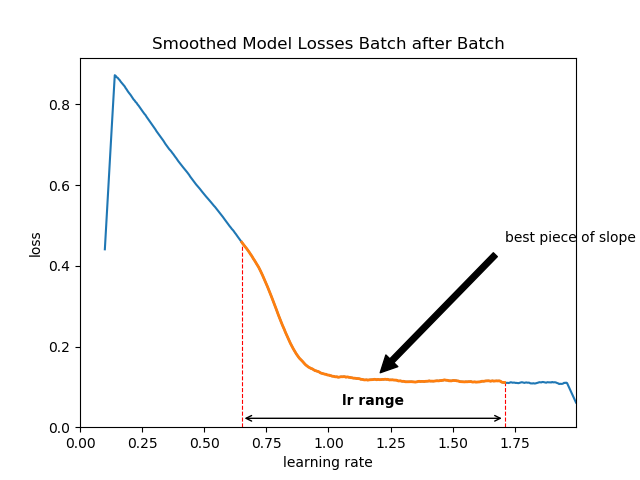 Smoothed Model Losses Batch after Batch
0.8
0.6
0.4
0.2
0.0
loss
best piece of slope
lr range
0.00 0.25 0.50 0.75 1.00 1.25 1.50 1.75
learning rate